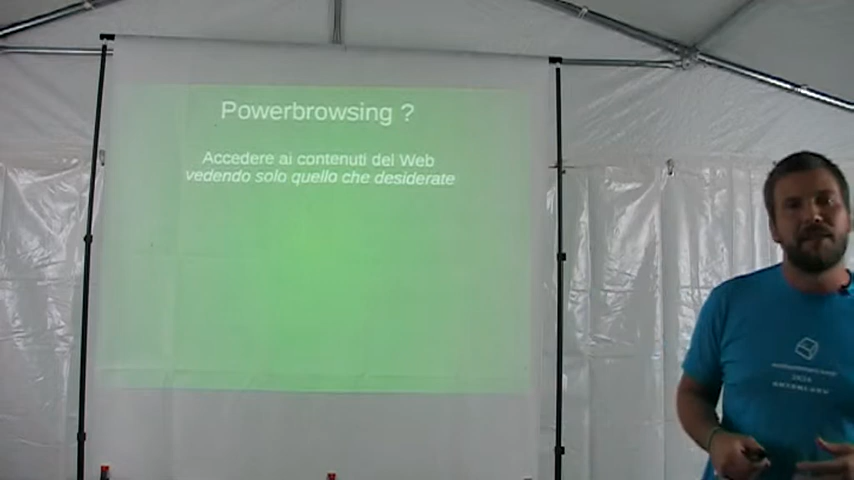 Powerbrowsing ?
Accedere ai contenuti del Web
vedendo solo quello che desiderate